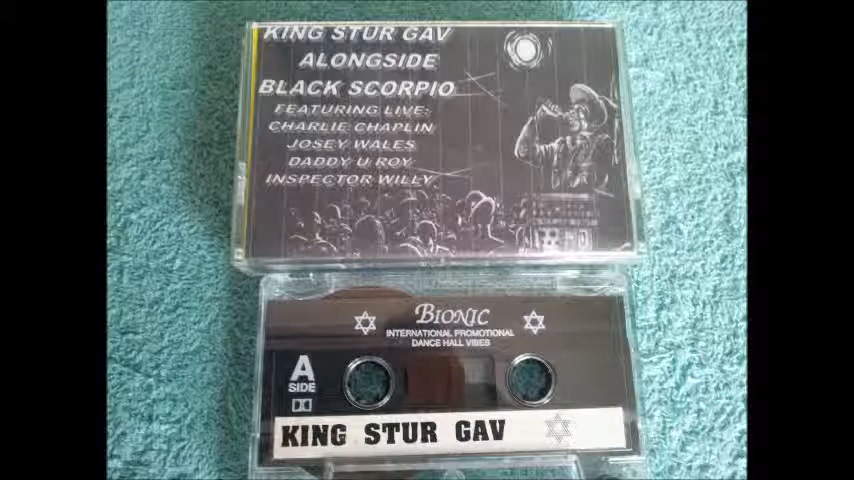 KING STUR GAV
ALONGSIDE
BLACK SCORPIO
FEATURING LIVE:
CHARLIE CHAPLIN
JOSEY WALES
DADDY U ROY
INSPECTOR WILLY
BIONIC
INTERNATIONAL PROMOTIONAL
DANCE HALL VIBES
A
SIDE
KING STUR GAV